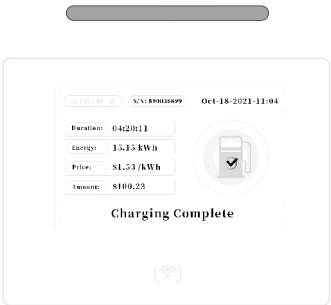 S/N: 890036899
Oct-18-2021-11:04
Duration: 04:20:11
Energy: 15.15 kWh
Price: $1.53 /kWh
Amount: $100.23
Charging Complete